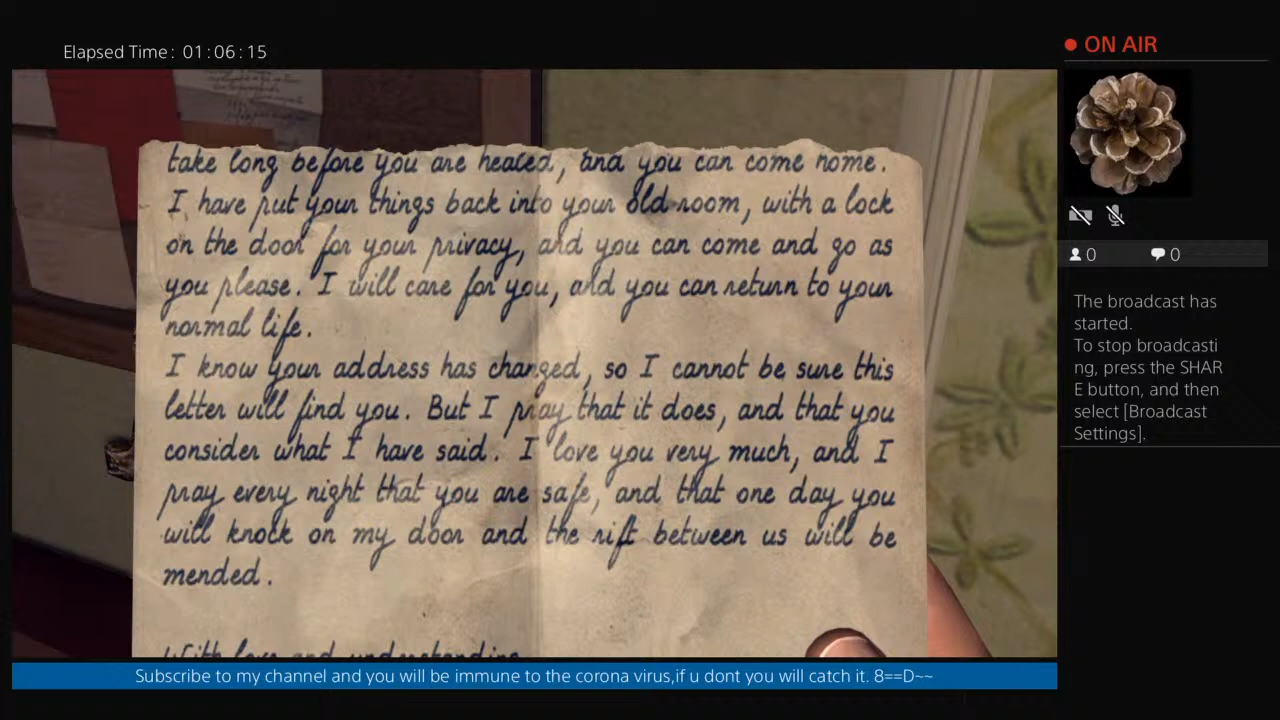 Elapsed Time: 01:06:15
ON AIR
take long before you are healed, and you can come home.
I have put your things back into your old room, with a lock
on the door for your privacy, and you can come and go as
you please. I will care for you, and you can return to your
normal life.
I know your address has changed, so I cannot be sure this
letter will find you. But I pray that it does, and that you
consider what I have said. I love you very much, and I
pray every night that you are safe, and that one day you
will knock on my door and the rift between us will be
mended.
With love and understanding
0
0
The broadcast has
started.
To stop broadcasti
ng, press the SHAR
E button, and then
select [Broadcast
Settings].
Subscribe to my channel and you will be immune to the corona virus,if u dont you will catch it. 8==D~~